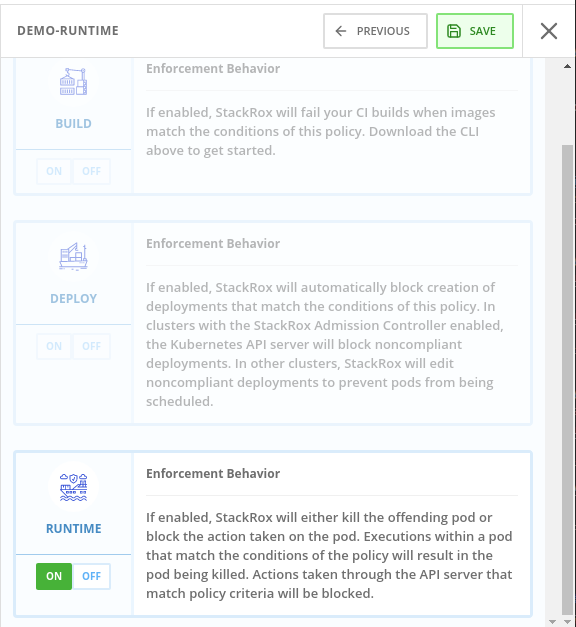 DEMO-RUNTIME
PREVIOUS
SAVE
Enforcement Behavior
BUILD
If enabled, StackRox will fail your CI builds when images
match the conditions of this policy. Download the CLI
above to get started.
ON OFF
Enforcement Behavior
DEPLOY
If enabled, StackRox will automatically block creation of
deployments that match the conditions of this policy. In
clusters with the StackRox Admission Controller enabled,
the Kubernetes API server will block noncompliant
deployments. In other clusters, StackRox will edit
noncompliant deployments to prevent pods from being
scheduled.
ON OFF
Enforcement Behavior
RUNTIME
If enabled, StackRox will either kill the offending pod or
block the action taken on the pod. Executions within a pod
that match the conditions of the policy will result in the
pod being killed. Actions taken through the API server that
match policy criteria will be blocked.
ON OFF